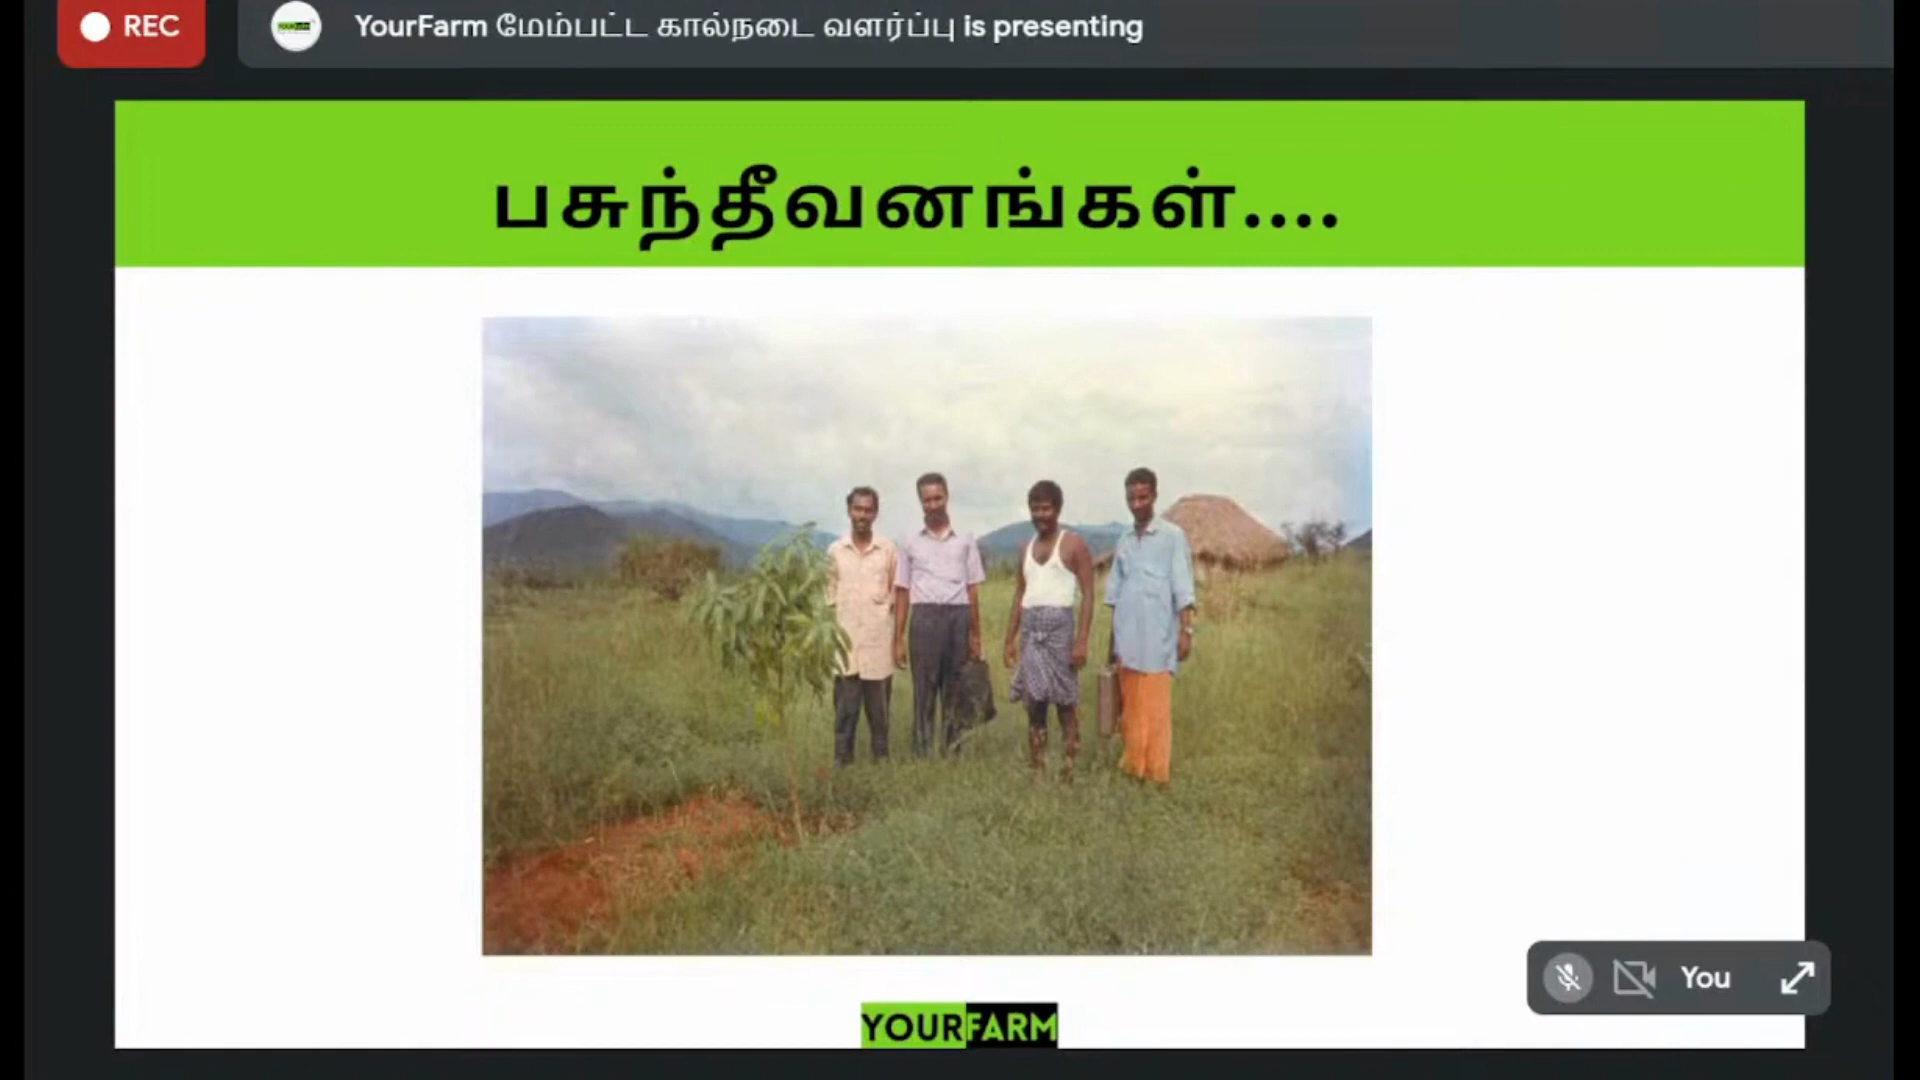 REC
YourFarm மேம்பட்ட கால்நடை வளர்ப்பு is presenting
பசுந்தீவனங்கள்....
You
YOURFARM